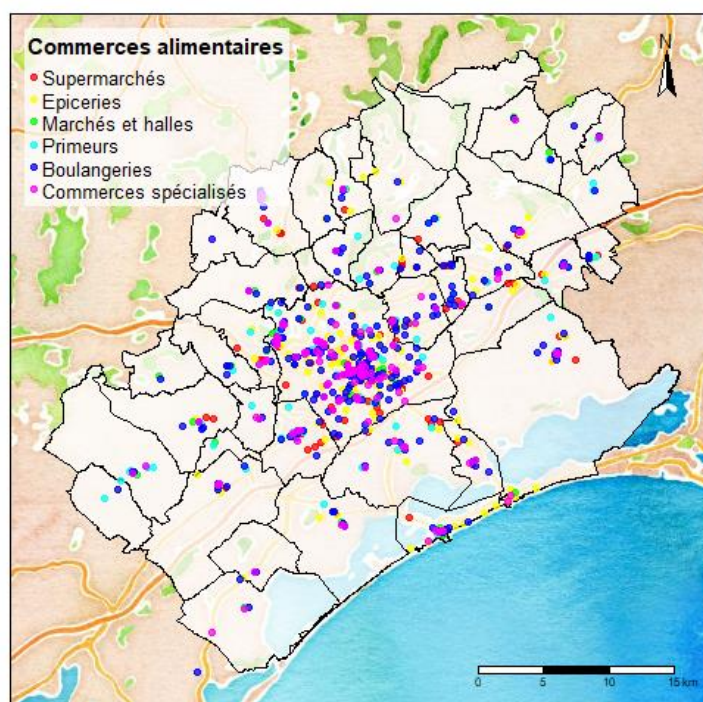 Commerces alimentaires
Supermarchés
Epiceries
Marchés et halles
Primeurs
Boulangeries
Commerces spécialisés
N
0 5 10 15 km